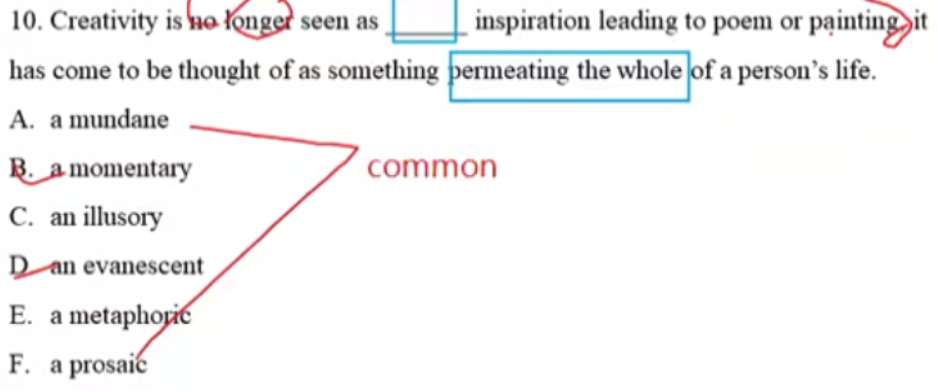 10. Creativity is no longer seen as ______ inspiration leading to poem or painting, it
has come to be thought of as something permeating the whole of a person's life.
A. a mundane
B. a momentary
common
C. an illusory
D. an evanescent
E. a metaphoric
F. a prosaic